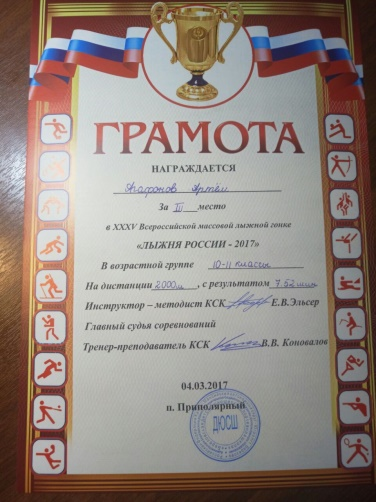 ГРАМОТА
НАГРАЖДАЕТСЯ
Агафонов Артём
За III место
в XXXV Всероссийской массовой лыжной гонке
«ЛЫЖНЯ РОССИИ - 2017»
В возрастной группе 10-11 классы
На дистанции 2000м, с результатом 7.52 мин
Инструктор – методист КСК Е.В.Эльсер
Главный судья соревнований
Тренер-преподаватель КСК В.В. Коновалов
04.03.2017
п. Приполярный
ДЮСШ